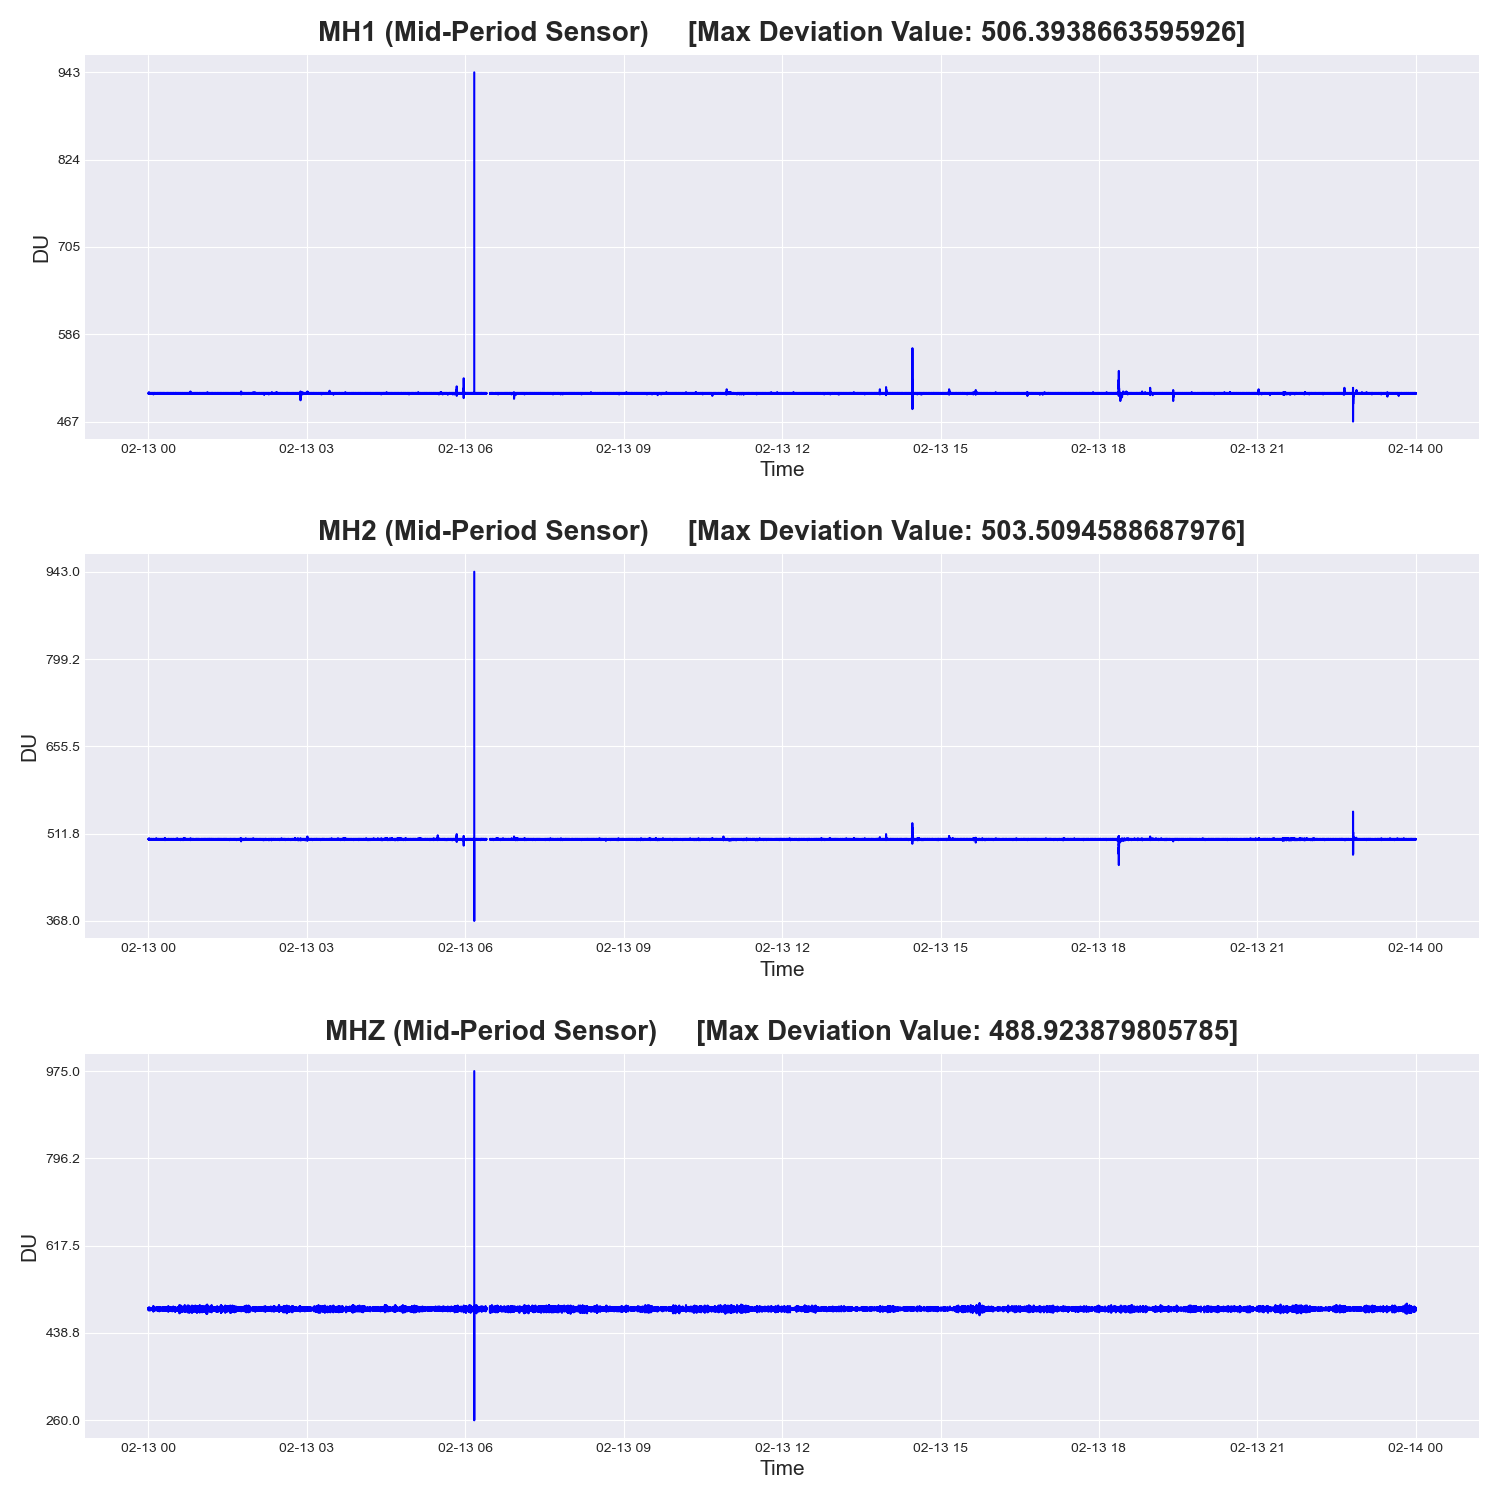 MH1 (Mid-Period Sensor) [Max Deviation Value: 506.3938663595926]
943
824
705
586
467
DU
02-13 00 02-13 03 02-13 06 02-13 09 02-13 12 02-13 15 02-13 18 02-13 21 02-14 00
Time
MH2 (Mid-Period Sensor) [Max Deviation Value: 503.5094588687976]
943.0
799.2
655.5
511.8
368.0
DU
02-13 00 02-13 03 02-13 06 02-13 09 02-13 12 02-13 15 02-13 18 02-13 21 02-14 00
Time
MHZ (Mid-Period Sensor) [Max Deviation Value: 488.923879805785]
975.0
796.2
617.5
438.8
260.0
DU
02-13 00 02-13 03 02-13 06 02-13 09 02-13 12 02-13 15 02-13 18 02-13 21 02-14 00
Time